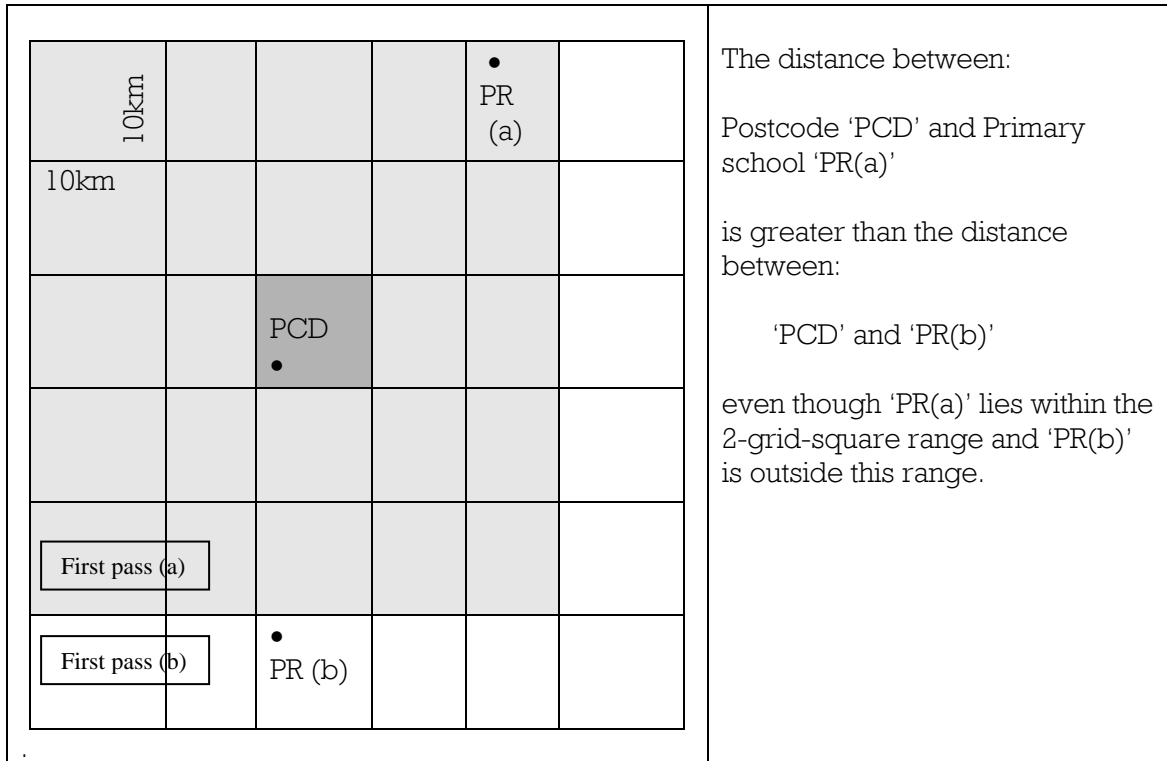 10km
PR
(a)
10km
PCD
First pass (a)
First pass (b)
PR (b)
.
The distance between:
Postcode ‘PCD’ and Primary
school ‘PR(a)’
is greater than the distance
between:
‘PCD’ and ‘PR(b)’
even though ‘PR(a)’ lies within the
2-grid-square range and ‘PR(b)’
is outside this range.